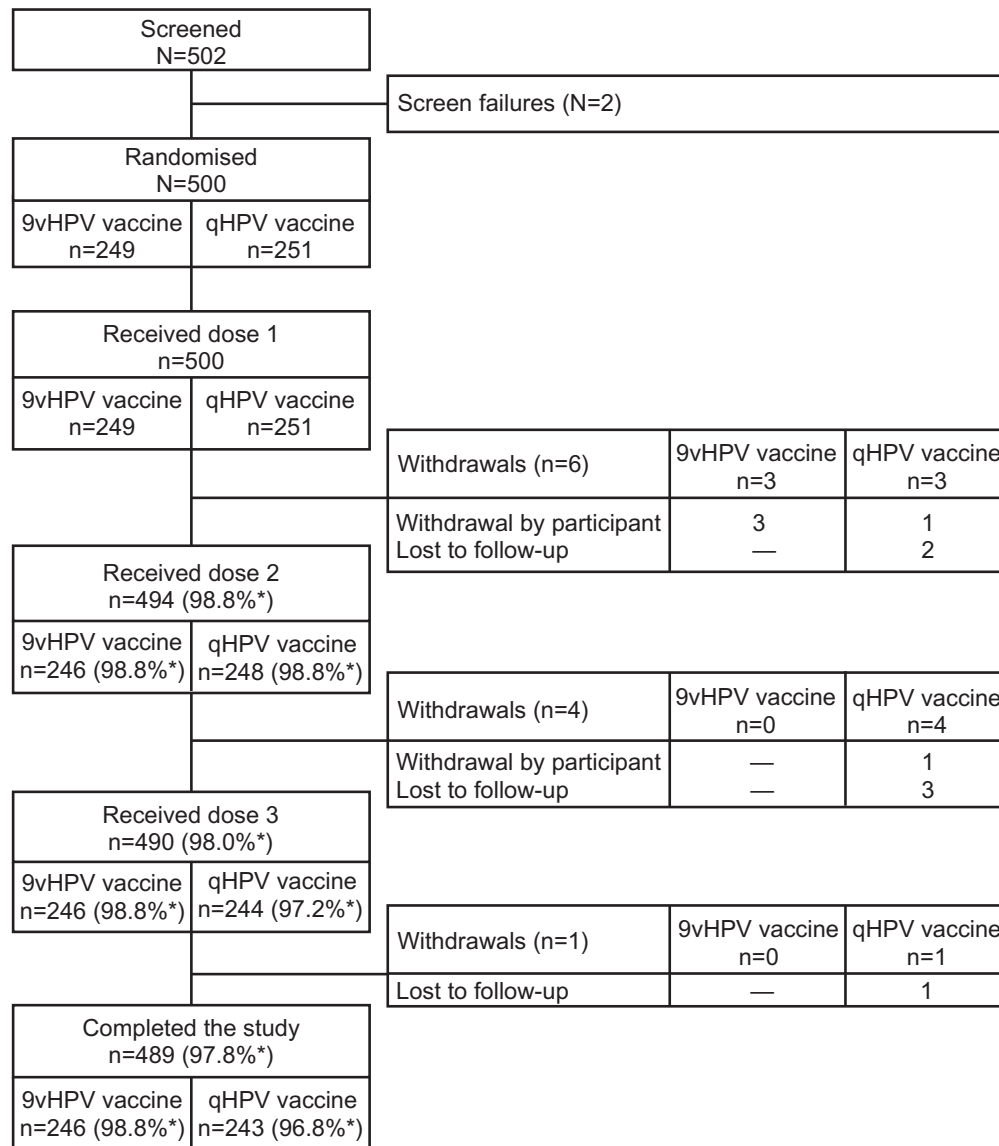 Screened
N=502
Screen failures (N=2)
Randomised
N=500
9vHPV vaccine
n=249
qHPV vaccine
n=251
Received dose 1
n=500
9vHPV vaccine
n=249
qHPV vaccine
n=251
Withdrawals (n=6)
9vHPV vaccine
n=3
qHPV vaccine
n=3
Withdrawal by participant 3 1
Lost to follow-up — 2
Received dose 2
n=494 (98.8%*)
9vHPV vaccine
n=246 (98.8%*)
qHPV vaccine
n=248 (98.8%*)
Withdrawals (n=4)
9vHPV vaccine
n=0
qHPV vaccine
n=4
Withdrawal by participant — 1
Lost to follow-up — 3
Received dose 3
n=490 (98.0%*)
9vHPV vaccine
n=246 (98.8%*)
qHPV vaccine
n=244 (97.2%*)
Withdrawals (n=1)
9vHPV vaccine
n=0
qHPV vaccine
n=1
Lost to follow-up — 1
Completed the study
n=489 (97.8%*)
9vHPV vaccine
n=246 (98.8%*)
qHPV vaccine
n=243 (96.8%*)